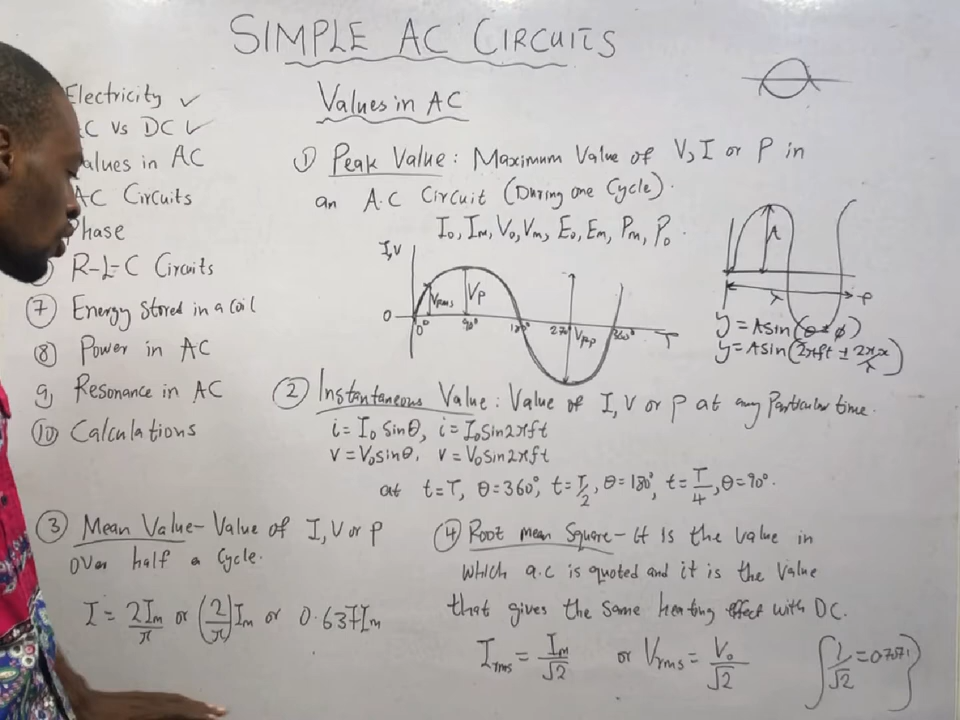 SIMPLE AC CIRCUITS
Electricity ✓
AC Vs DC ✓
Values in AC
AC Circuits
Phase
R-L-C Circuits
⑦ Energy Stored in a Coil
⑧ Power in AC
9, Resonance in AC
⑩ Calculations
Values in AC
① Peak Value: Maximum Value of V, I or P in
an A.C Circuit (During one Cycle).
I₀, Iₘ, V₀, Vₘ, E₀, Eₘ, Pₘ, P₀.
I,V
Vrms
Vp
0
0°
90°
180°
270°
360°
T
A
λ
y = Asin(θ ± φ)
y = Asin(2πft ± 2πx/λ)
② Instantaneous Value: Value of I, V or P at any Particular time.
i = I₀ Sinθ, i = I₀Sin2πft
v = V₀sinθ, v = V₀Sin2πft
at t=T, θ=360°, t=T/2, θ=180°, t=T/4, θ=90°.
③ Mean Value - Value of I, V or P
over half a Cycle.
I = 2Iₘ/π or (2/π)Iₘ or 0.637Iₘ
④ Root mean Square - it is the value in
which a.c is quoted and it is the value
that gives the same heating effect with DC.
Irms = Iₘ/√2 or Vrms = V₀/√2 {1/√2 = 0.7071}